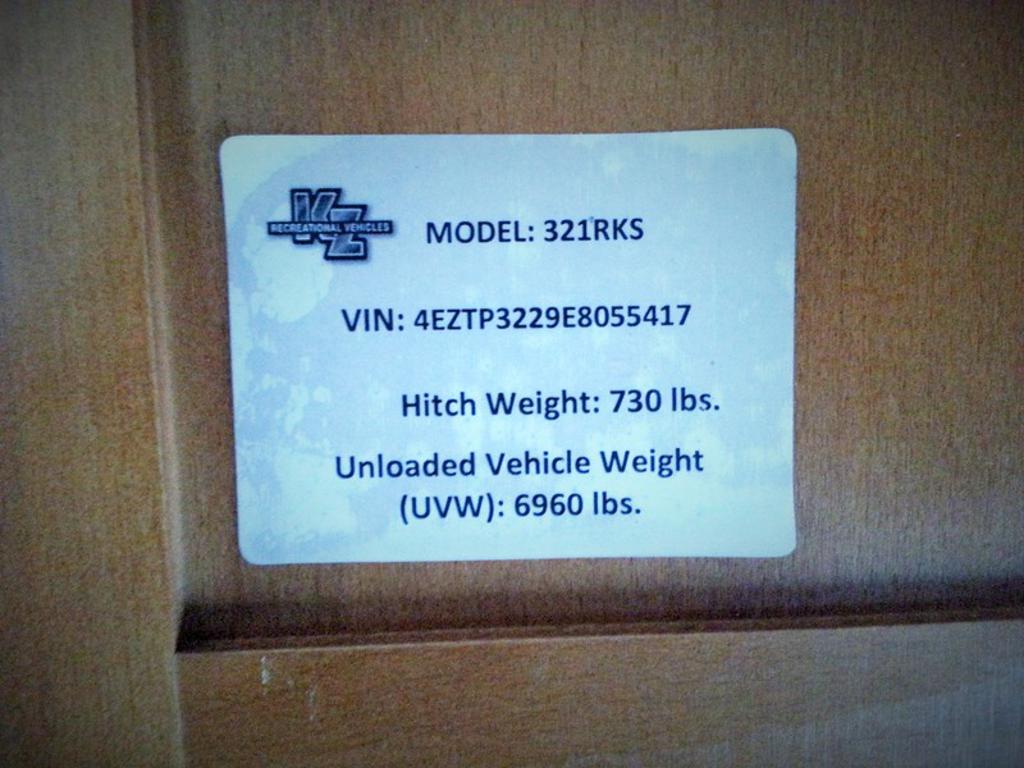 KZ
RECREATIONAL VEHICLES
MODEL: 321RKS
VIN: 4EZTP3229E8055417
Hitch Weight: 730 lbs.
Unloaded Vehicle Weight
(UVW): 6960 lbs.